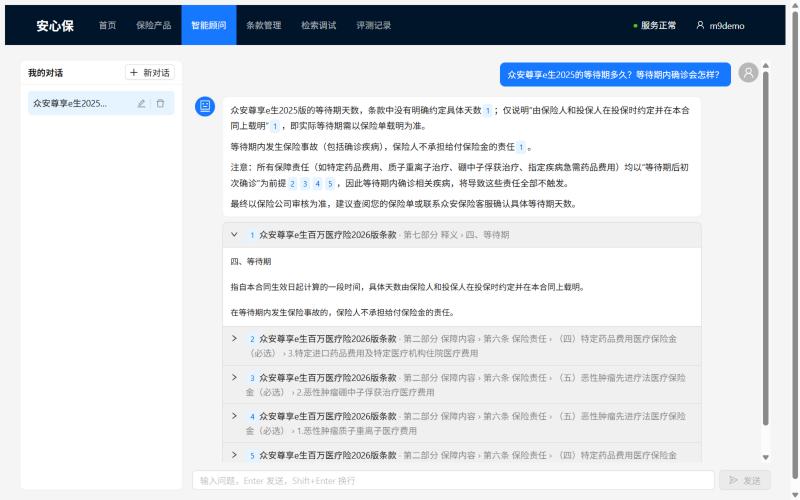 安心保 首页 保险产品 智能顾问 条款管理 检索调试 评测记录 服务正常 m9demo
我的对话 + 新对话
众安尊享e生2025...
众安尊享e生2025的等待期多久？等待期内确诊会怎样？
众安尊享e生2025版的等待期天数，条款中没有明确约定具体天数 1 ；仅说明"由保险人和投保人在投保时约定并在本合
同上载明" 1 ，即实际等待期需以保险单载明为准。
等待期内发生保险事故（包括确诊疾病），保险人不承担给付保险金的责任 1 。
注意：所有保障责任（如特定药品费用、质子重离子治疗、硼中子俘获治疗、指定疾病急需药品费用）均以"等待期后初
次确诊"为前提 2 3 4 5 ，因此等待期内确诊相关疾病，将导致这些责任全部不触发。
最终以保险公司审核为准，建议查阅您的保险单或联系众安保险客服确认具体等待期天数。
1 众安尊享e生百万医疗险2026版条款 · 第七部分 释义 › 四、等待期
四、等待期
指自本合同生效日起计算的一段时间，具体天数由保险人和投保人在投保时约定并在本合同上载明。
在等待期内发生保险事故的，保险人不承担给付保险金的责任。
2 众安尊享e生百万医疗险2026版条款 · 第二部分 保障内容 › 第六条 保险责任 › （四）特定药品费用医疗保险金
（必选） › 3.特定进口药品费用及特定医疗机构住院医疗费用
3 众安尊享e生百万医疗险2026版条款 · 第二部分 保障内容 › 第六条 保险责任 › （五）恶性肿瘤先进疗法医疗保险
金（必选） › 2.恶性肿瘤硼中子俘获治疗医疗费用
4 众安尊享e生百万医疗险2026版条款 · 第二部分 保障内容 › 第六条 保险责任 › （五）恶性肿瘤先进疗法医疗保险
金（必选） › 1.恶性肿瘤质子重离子医疗费用
5 众安尊享e生百万医疗险2026版条款 · 第二部分 保障内容 › 第六条 保险责任 › （四）特定药品费用医疗保险金
输入问题，Enter 发送，Shift+Enter 换行
发送